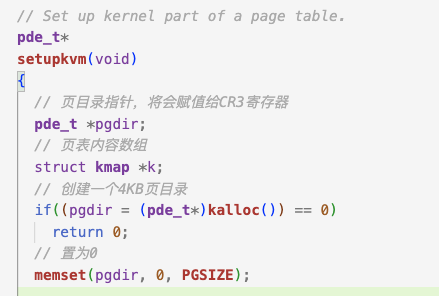 // Set up kernel part of a page table.
pde_t*
setupkvm(void)
{
  // 页目录指针，将会赋值给CR3寄存器
  pde_t *pgdir;
  // 页表内容数组
  struct kmap *k;
  // 创建一个4KB页目录
  if((pgdir = (pde_t*)kalloc()) == 0)
    return 0;
  // 置为0
  memset(pgdir, 0, PGSIZE);